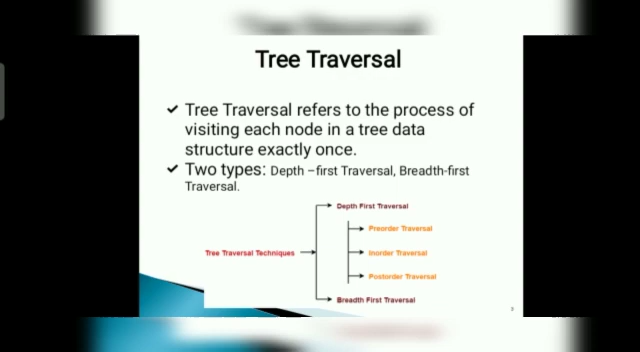 Tree Traversal
✔ Tree Traversal refers to the process of
visiting each node in a tree data
structure exactly once.
✔ Two types: Depth –first Traversal, Breadth-first
Traversal.
Depth First Traversal
Preorder Traversal
Tree Traversal Techniques
Inorder Traversal
Postorder Traversal
Breadth First Traversal